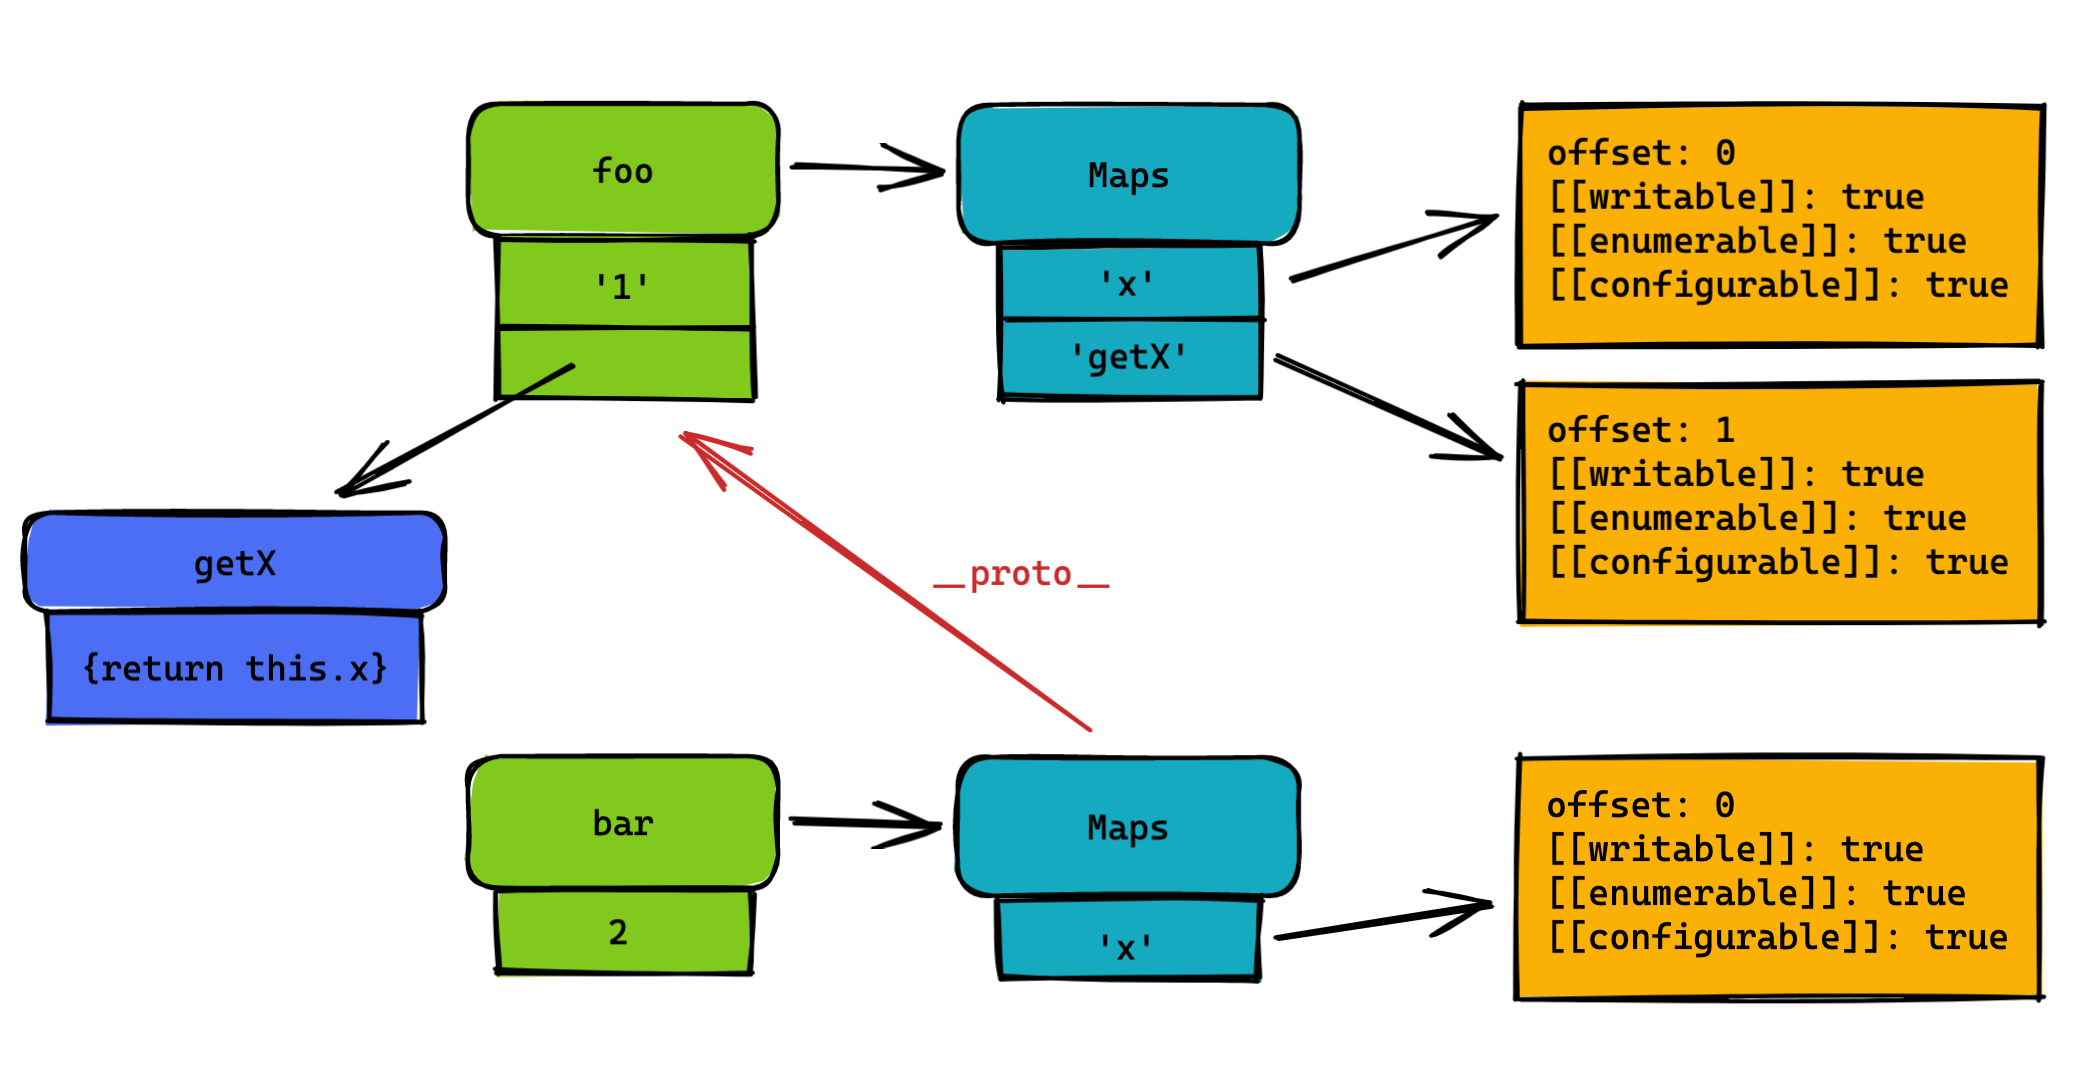 foo
'1'
Maps
'x'
'getX'
offset: 0
[[writable]]: true
[[enumerable]]: true
[[configurable]]: true
offset: 1
[[writable]]: true
[[enumerable]]: true
[[configurable]]: true
getX
{return this.x}
__proto__
bar
2
Maps
'x'
offset: 0
[[writable]]: true
[[enumerable]]: true
[[configurable]]: true